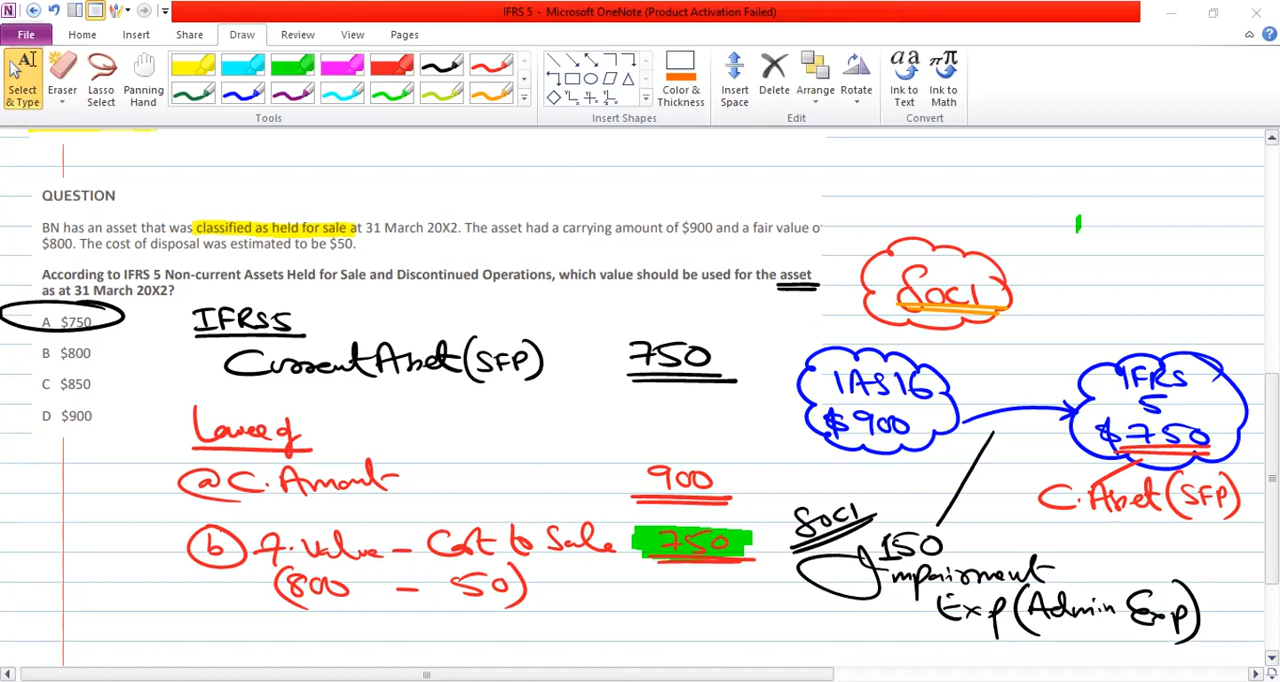 IFRS 5 - Microsoft OneNote (Product Activation Failed)
File Home Insert Share Draw Review View Pages
Select & Type
Eraser
Lasso Select
Panning Hand
Color & Thickness
Insert Space
Delete
Arrange
Rotate
Ink to Text
Ink to Math
Tools
Insert Shapes
Edit
Convert
QUESTION
BN has an asset that was classified as held for sale at 31 March 20X2. The asset had a carrying amount of $900 and a fair value o
$800. The cost of disposal was estimated to be $50.
According to IFRS 5 Non-current Assets Held for Sale and Discontinued Operations, which value should be used for the asset
as at 31 March 20X2?
A $750
B $800
C $850
D $900
IFRS5
Current Asset (SFP) 750
Lower of
@ C. Amount 900
b F. Value - Cost to Sale 750
(800 - 50)
SOCI
IAS 16
$ 900
IFRS
5
$ 750
C. Asset (SFP)
SOCI
150
Impairment
Exp (Admin Exp)